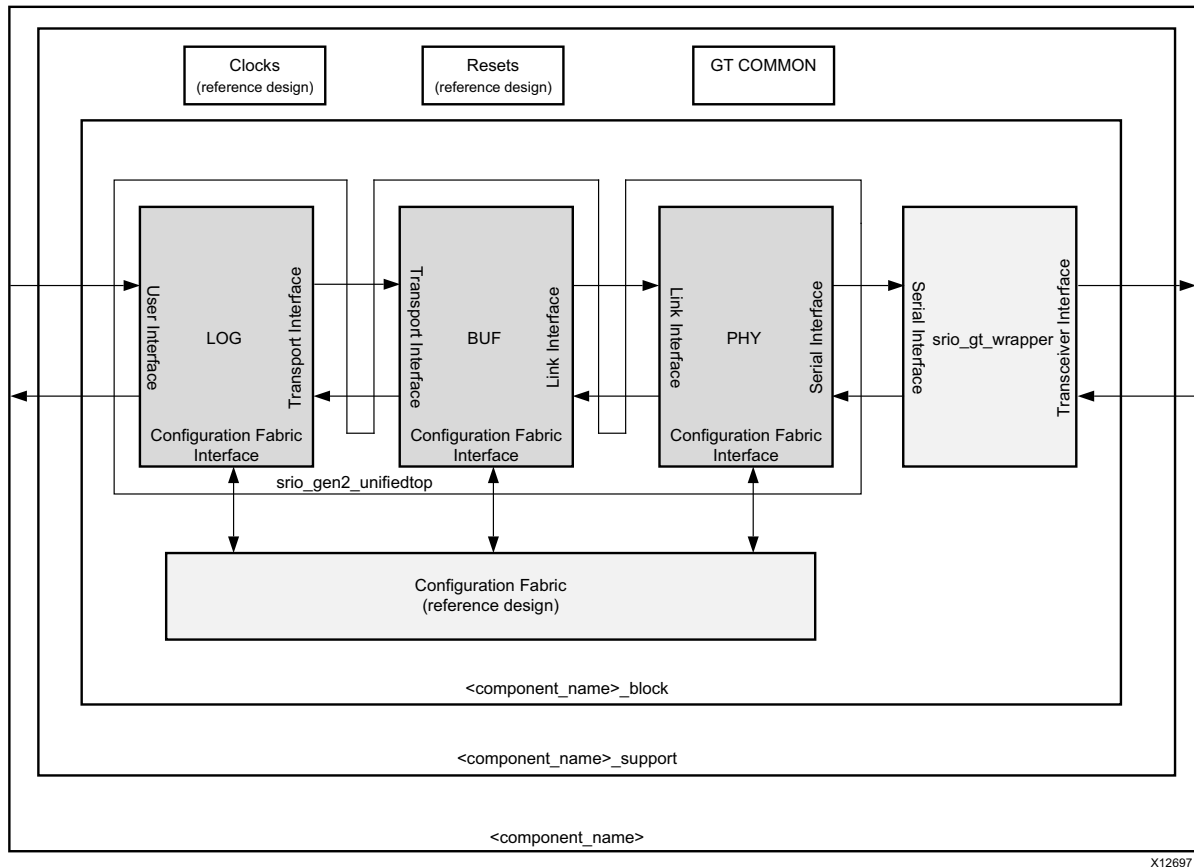 Clocks
(reference design)
Resets
(reference design)
GT COMMON
User Interface
LOG
Transport Interface
Configuration Fabric
Interface
Transport Interface
BUF
Link Interface
Configuration Fabric
Interface
Link Interface
PHY
Serial Interface
Configuration Fabric
Interface
Serial Interface
srio_gt_wrapper
Transceiver Interface
srio_gen2_unifiedtop
Configuration Fabric
(reference design)
<component_name>_block
<component_name>_support
<component_name>
X12697